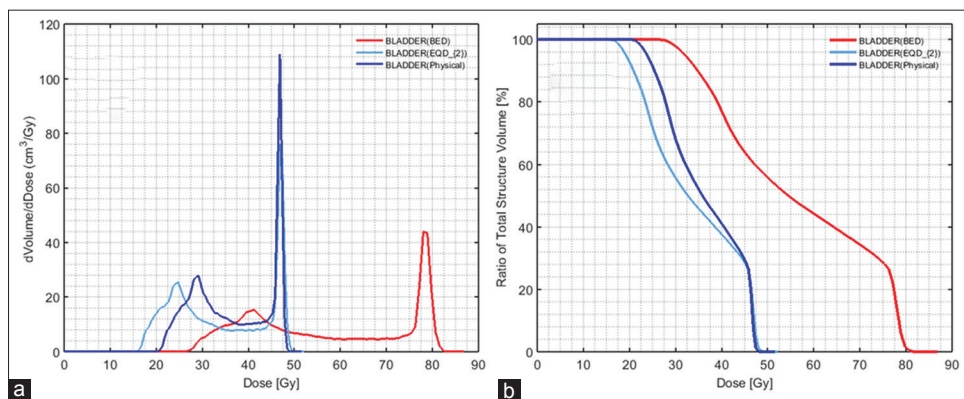 BLADDER(BED)
BLADDER(EQD_(2))
BLADDER(Physical)
120
100
80
60
40
20
0
dVolume/dDose (cm³/Gy)
0 10 20 30 40 50 60 70 80 90
Dose [Gy]
a
BLADDER(BED)
BLADDER(EQD_(2))
BLADDER(Physical)
100
80
60
40
20
0
Ratio of Total Structure Volume [%]
0 10 20 30 40 50 60 70 80 90
Dose [Gy]
b